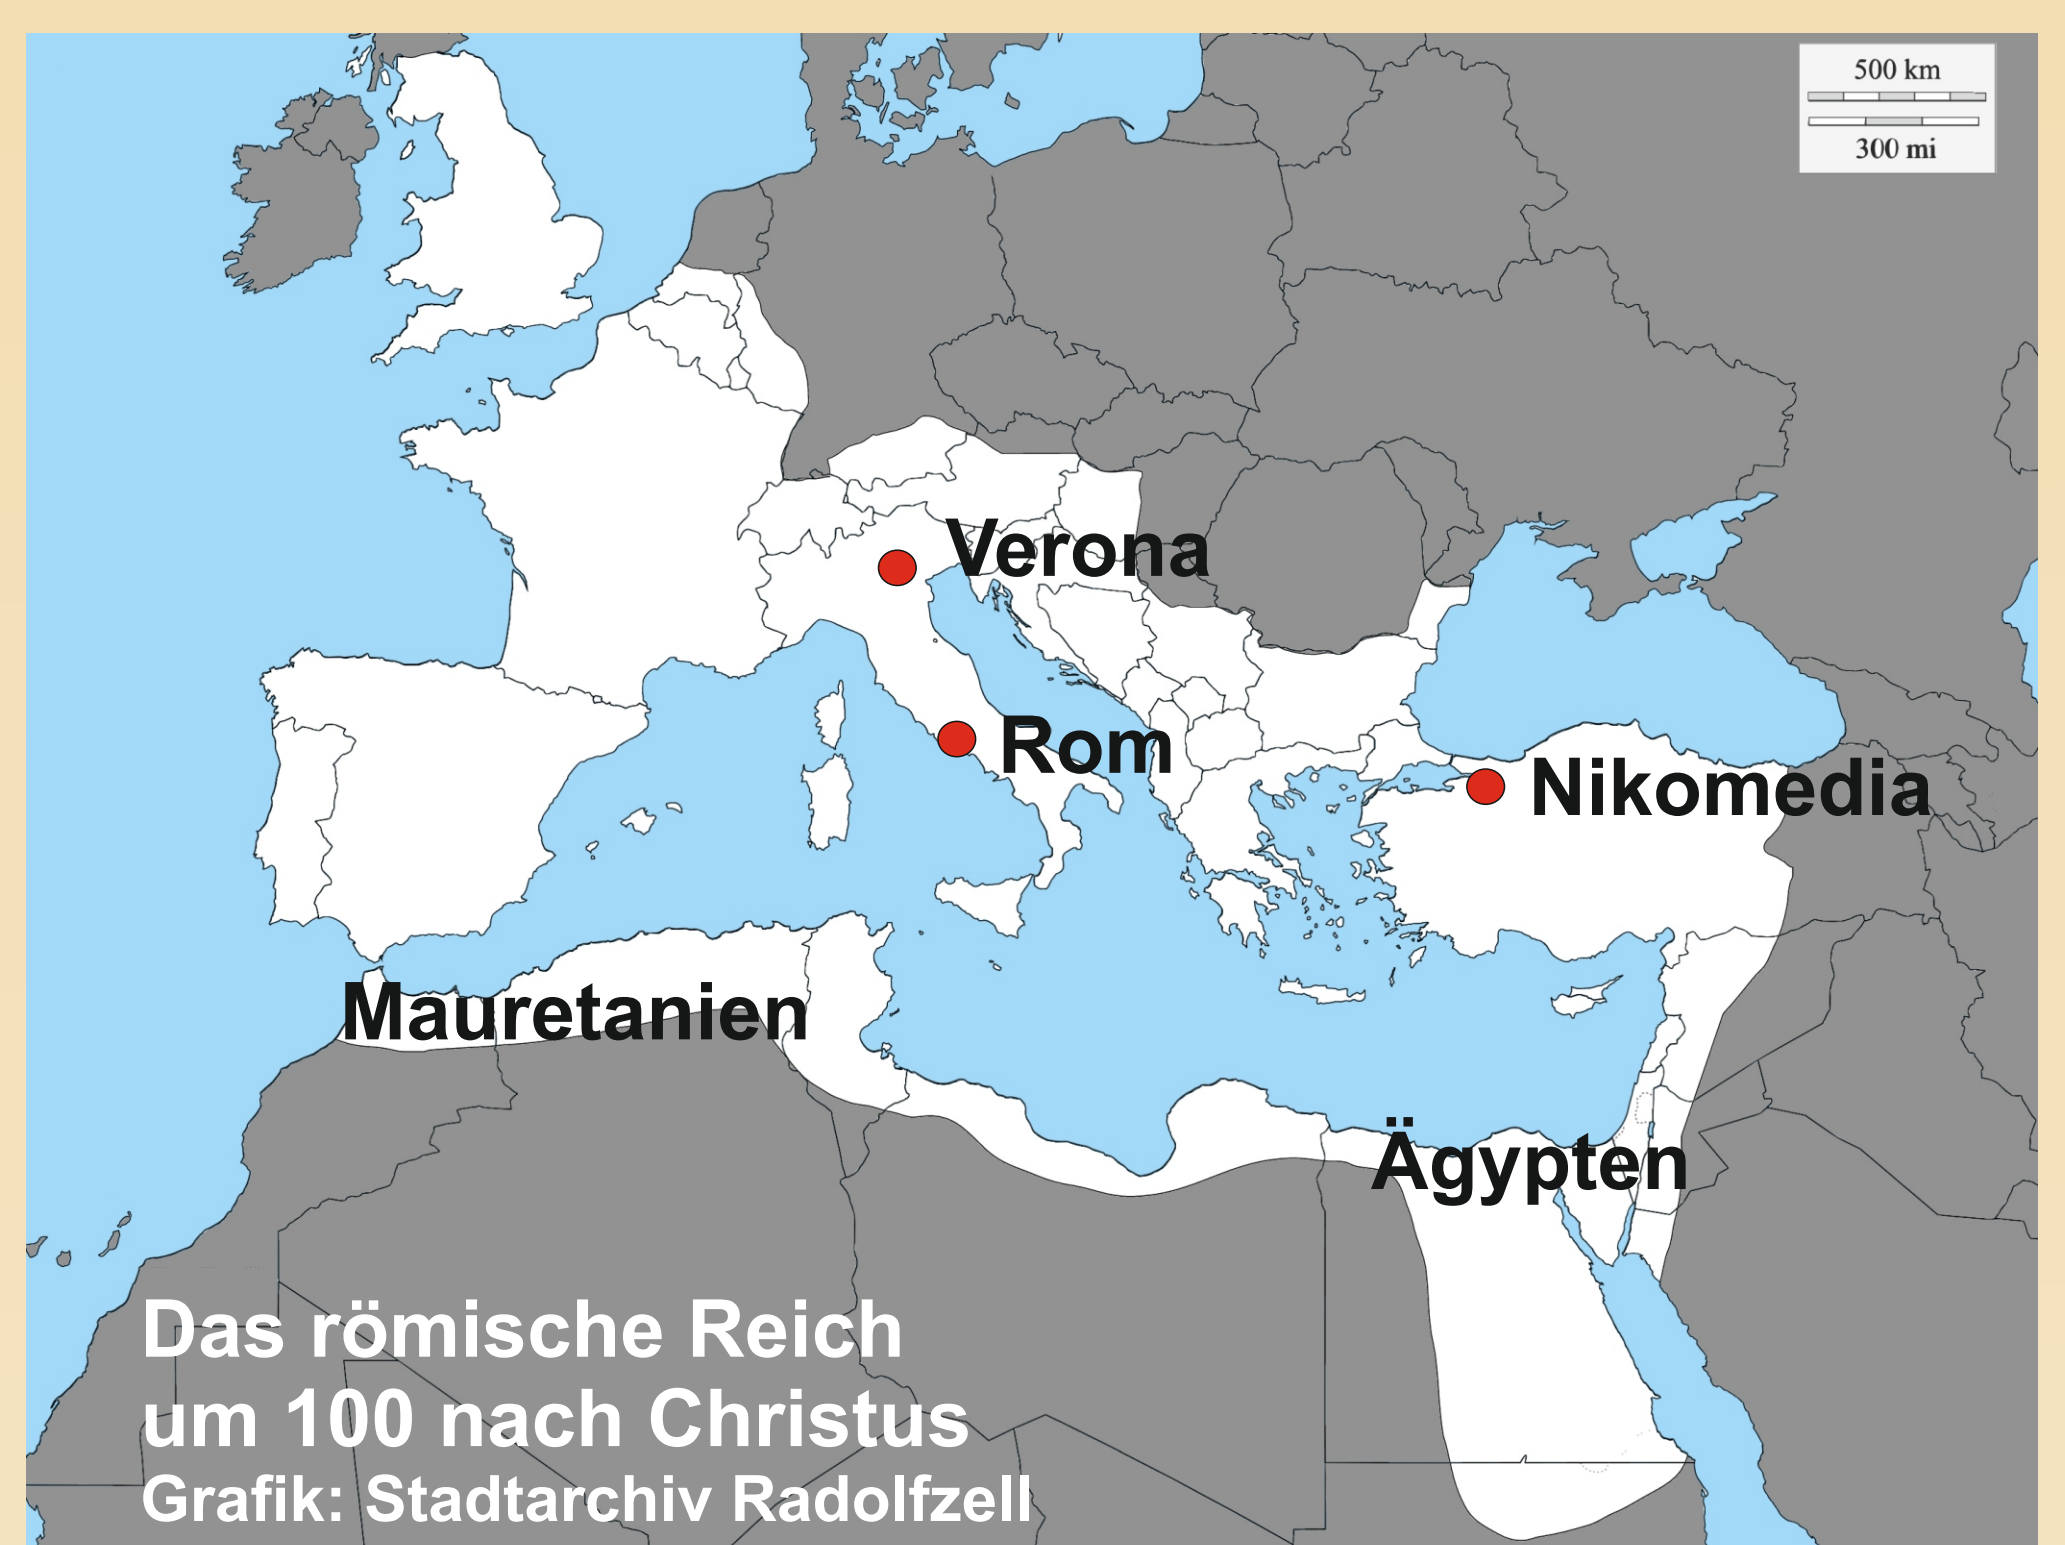 500 km
300 mi
Verona
Rom
Nikomedia
Mauretanien
Ägypten
Das römische Reich
um 100 nach Christus
Grafik: Stadtarchiv Radolfzell